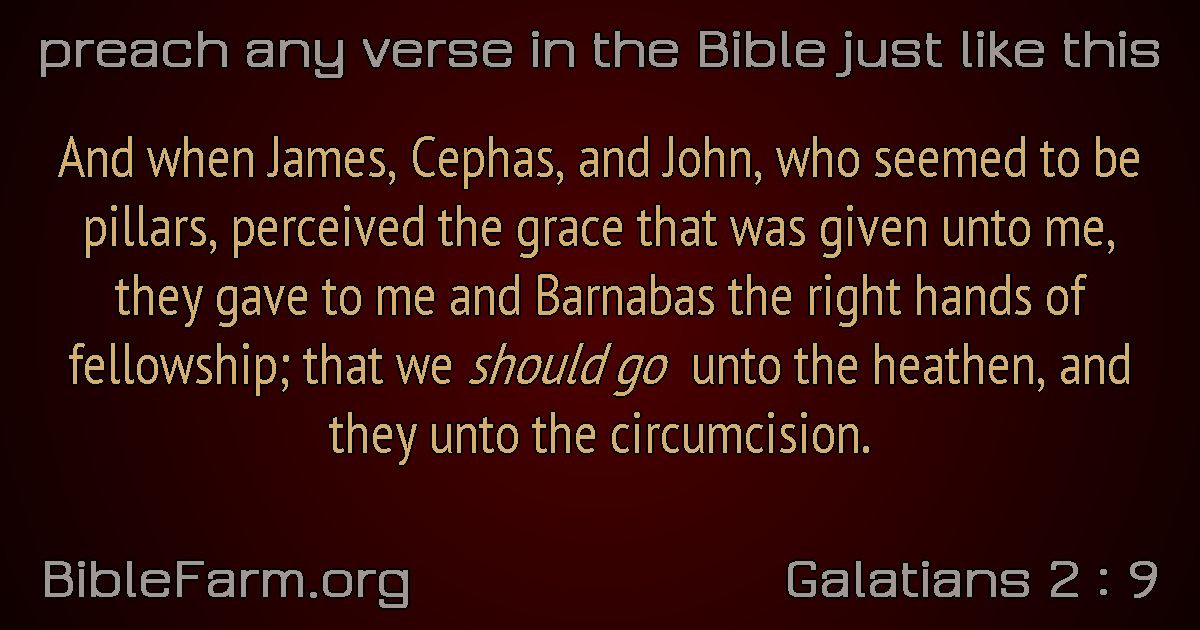 preach any verse in the Bible just like this
And when James, Cephas, and John, who seemed to be
pillars, perceived the grace that was given unto me,
they gave to me and Barnabas the right hands of
fellowship; that we should go unto the heathen, and
they unto the circumcision.
BibleFarm.org
Galatians 2 : 9